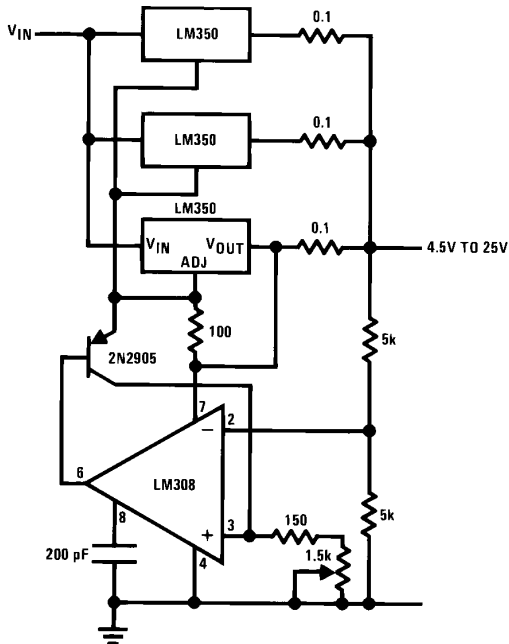 0.1
VIN
LM350
0.1
LM350
LM350
0.1
VIN
VOUT
ADJ
4.5V TO 25V
100
5k
2N2905
7
2
−
6
LM308
5k
8
+
3
150
4
1.5k
200 pF